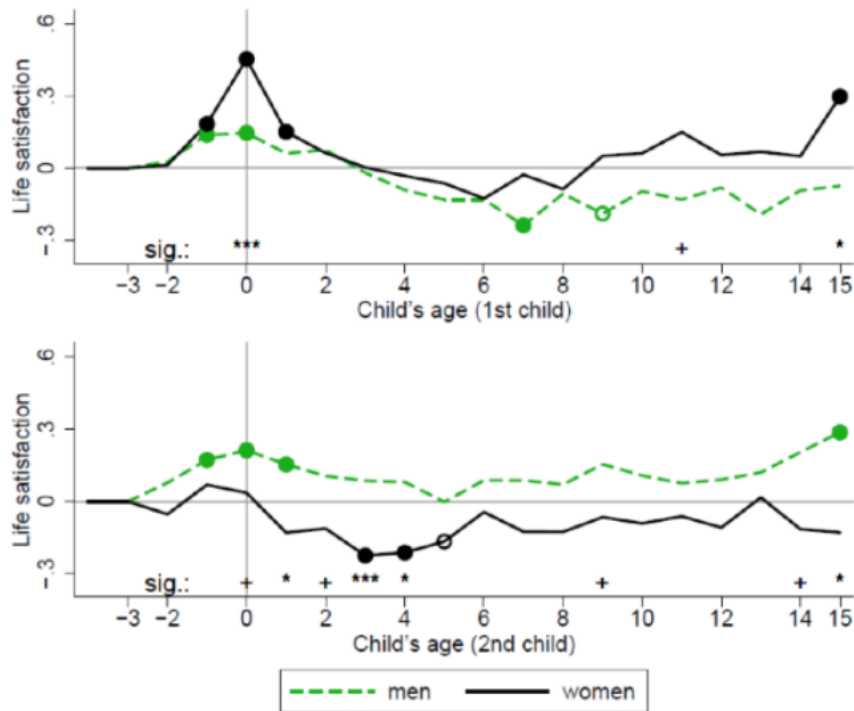 Life satisfaction
.6
.3
0
-.3
sig.: *** + *
−3 −2 0 2 4 6 8 10 12 14 15
Child's age (1st child)
Life satisfaction
.6
.3
0
-.3
sig.: + * + *** * + + *
−3 −2 0 2 4 6 8 10 12 14 15
Child's age (2nd child)
men women